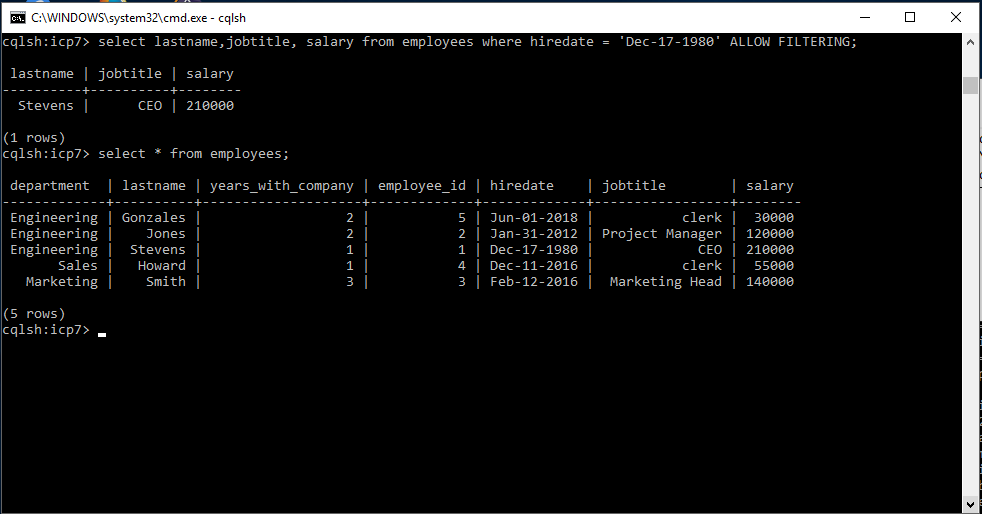 C:\WINDOWS\system32\cmd.exe - cqlsh
cqlsh:icp7> select lastname,jobtitle, salary from employees where hiredate = 'Dec-17-1980' ALLOW FILTERING;
 lastname | jobtitle | salary
----------+----------+--------
  Stevens |      CEO | 210000
(1 rows)
cqlsh:icp7> select * from employees;
 department  | lastname | years_with_company | employee_id | hiredate    | jobtitle        | salary
-------------+----------+--------------------+-------------+-------------+-----------------+--------
 Engineering | Gonzales |                  2 |           5 | Jun-01-2018 |           clerk |  30000
 Engineering |    Jones |                  2 |           2 | Jan-31-2012 | Project Manager | 120000
 Engineering |  Stevens |                  1 |           1 | Dec-17-1980 |             CEO | 210000
       Sales |   Howard |                  1 |           4 | Dec-11-2016 |           clerk |  55000
   Marketing |    Smith |                  3 |           3 | Feb-12-2016 |  Marketing Head | 140000
(5 rows)
cqlsh:icp7>